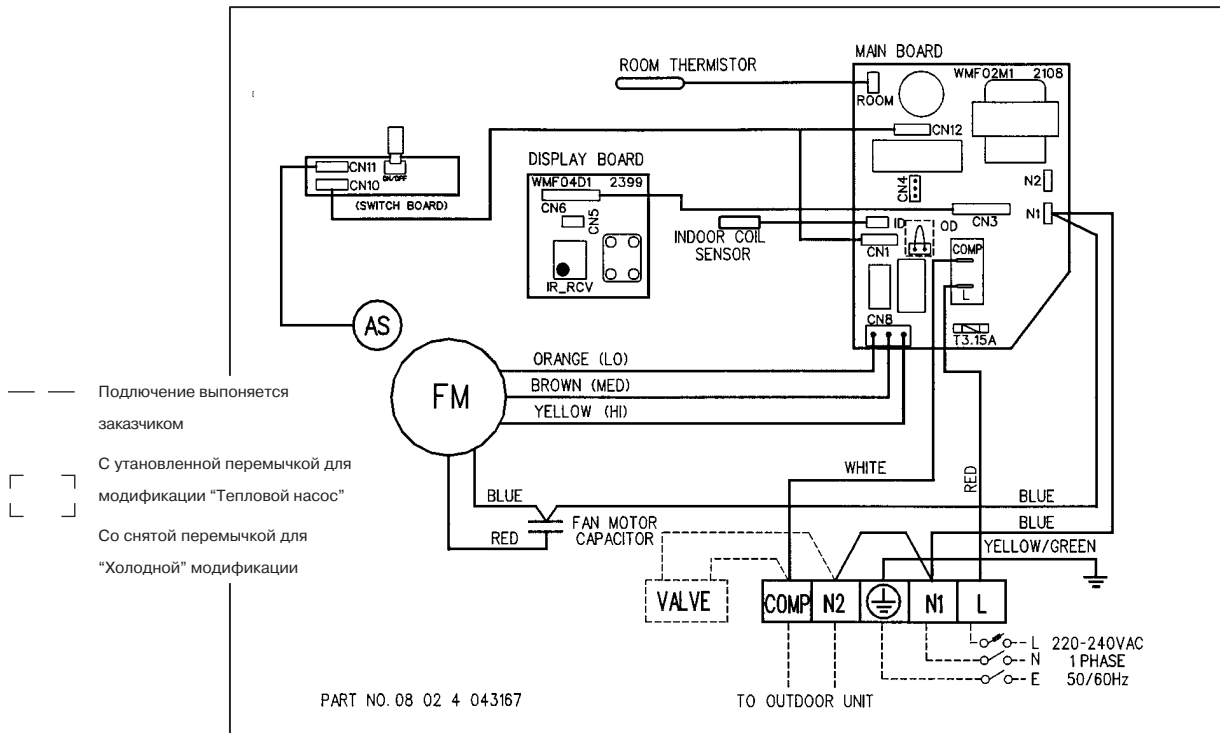 MAIN BOARD
ROOM THERMISTOR
WMF02M1 2108
ROOM
CN12
CN11
ON/OFF
CN10
(SWITCH BOARD)
DISPLAY BOARD
WMF04D1 2399
CN6
CN5
IR_RCV
CN4
N2
N1
CN3
INDOOR COIL
SENSOR
ID
OD
CN1
COMP
L
CN8
T3.15A
AS
FM
ORANGE (LO)
BROWN (MED)
YELLOW (HI)
Подлючение выпоняется
заказчиком
С утановленной перемычкой для
модификации “Тепловой насос”
Со снятой перемычкой для
“Холодной” модификации
WHITE
RED
BLUE
BLUE
RED
FAN MOTOR
CAPACITOR
BLUE
YELLOW/GREEN
VALVE
COMP N2 N1 L
L 220-240VAC
N 1 PHASE
E 50/60Hz
PART NO. 08 02 4 043167
TO OUTDOOR UNIT